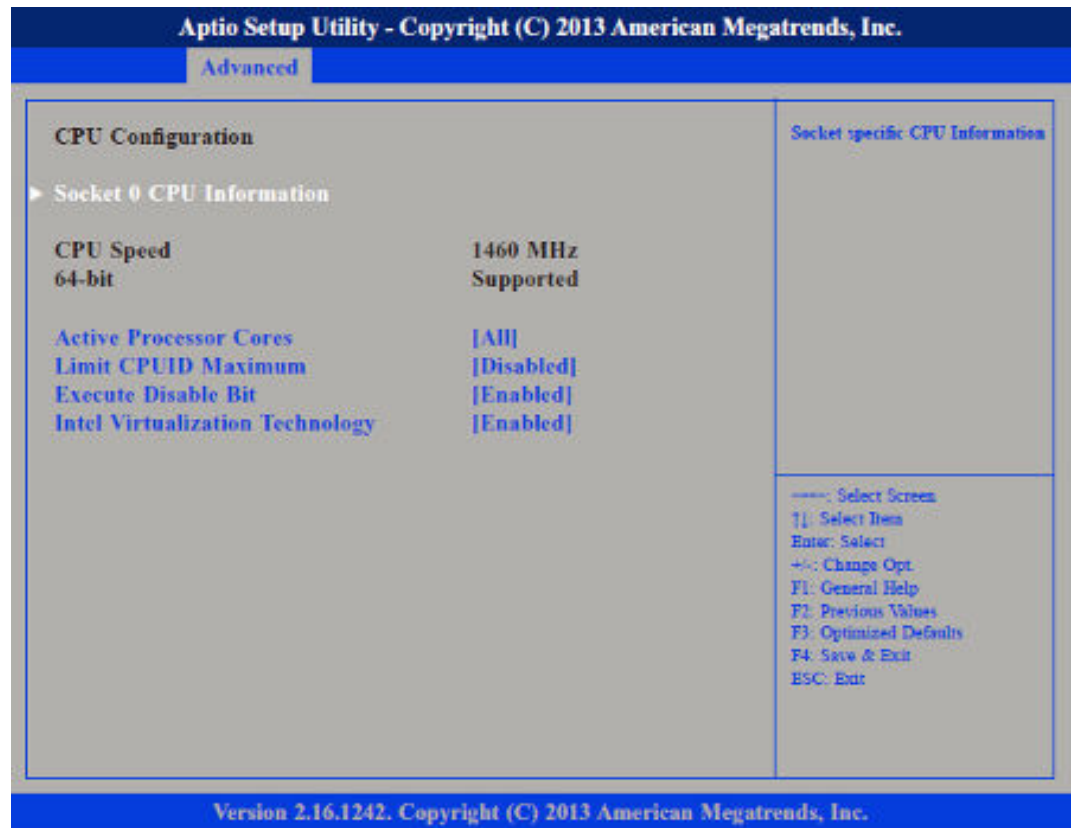 Aptio Setup Utility - Copyright (C) 2013 American Megatrends, Inc.
Advanced
CPU Configuration
Socket 0 CPU Information
CPU Speed 1460 MHz
64-bit Supported
Active Processor Cores [All]
Limit CPUID Maximum [Disabled]
Execute Disable Bit [Enabled]
Intel Virtualization Technology [Enabled]
Socket specific CPU Information
: Select Screen
↑↓: Select Item
Enter: Select
+/-: Change Opt.
F1: General Help
F2: Previous Values
F3: Optimized Defaults
F4: Save & Exit
ESC: Exit
Version 2.16.1242. Copyright (C) 2013 American Megatrends, Inc.